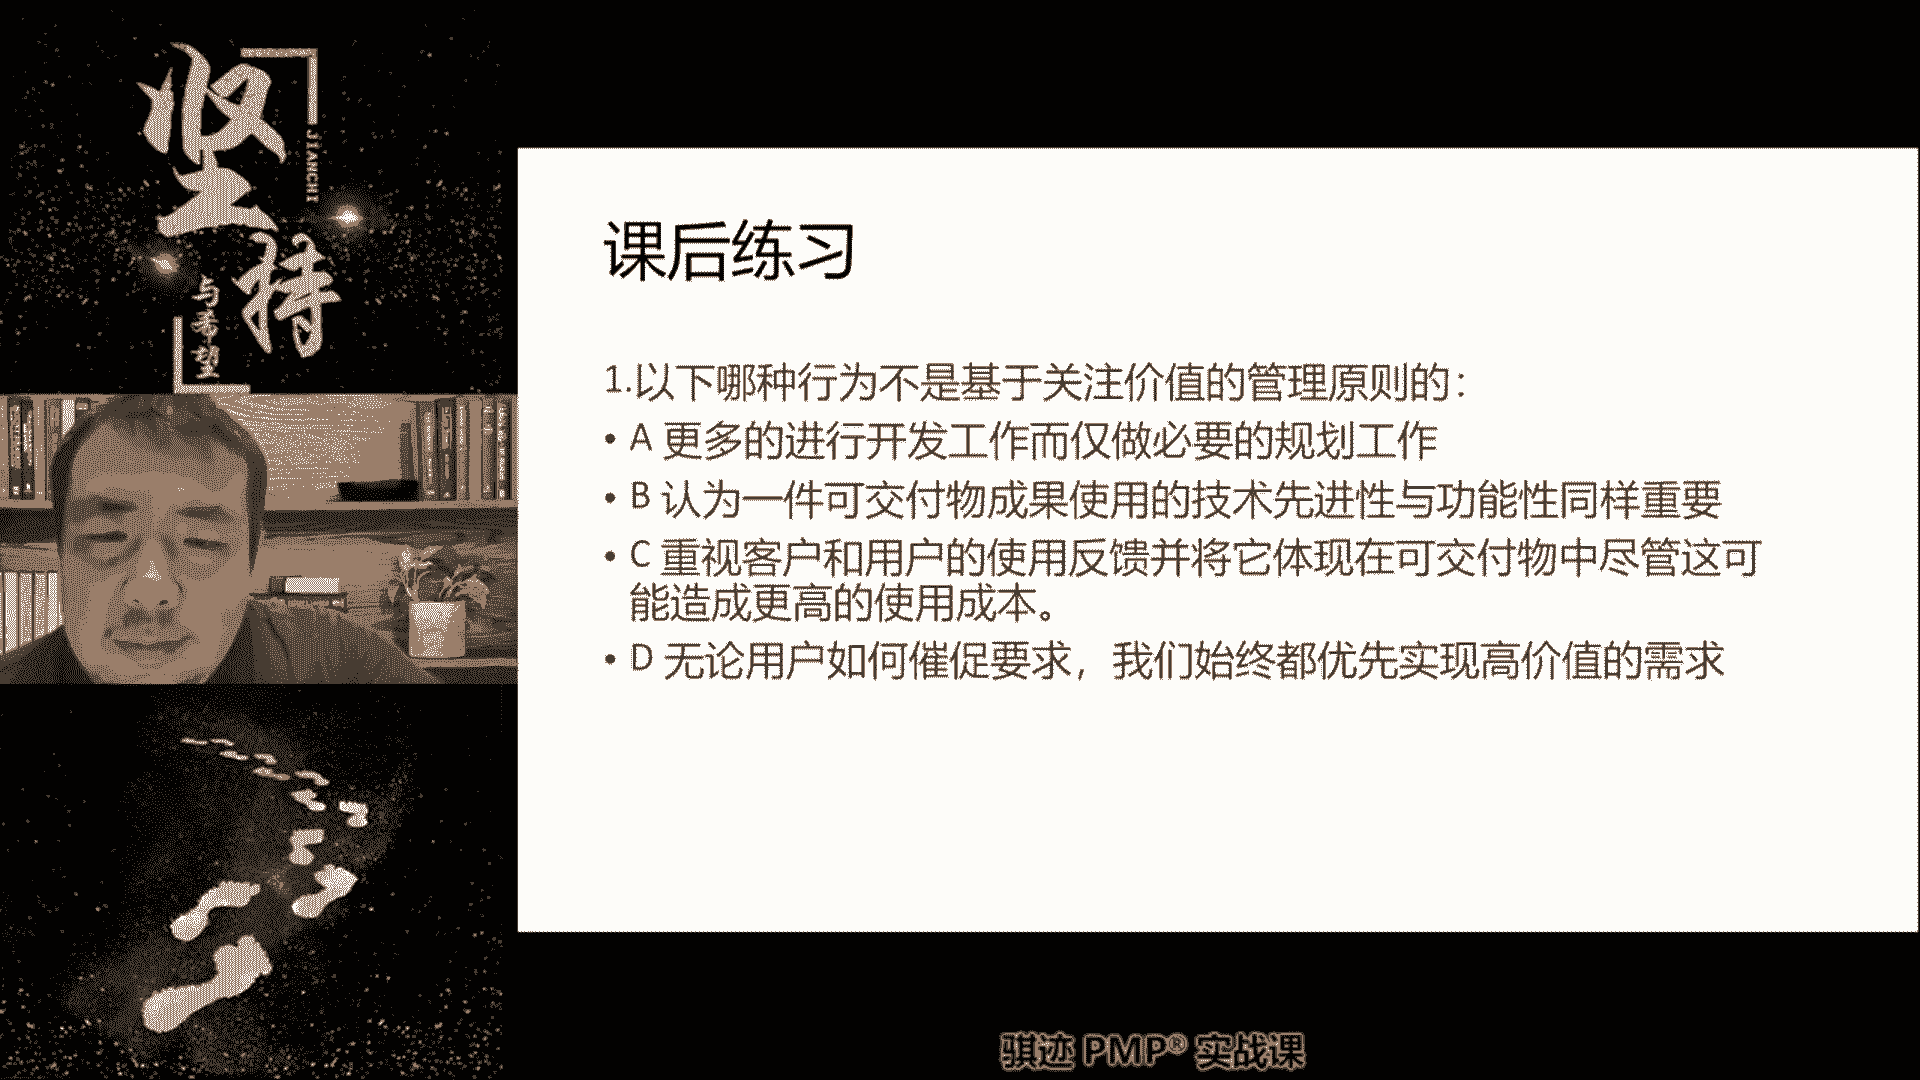 坚持
JIANCHI
与希望
课后练习
1.以下哪种行为不是基于关注价值的管理原则的：
• A 更多的进行开发工作而仅做必要的规划工作
• B 认为一件可交付物成果使用的技术先进性与功能性同样重要
• C 重视客户和用户的使用反馈并将它体现在可交付物中尽管这可
能造成更高的使用成本。
• D 无论用户如何催促要求，我们始终都优先实现高价值的需求
骐迹 PMP® 实战课